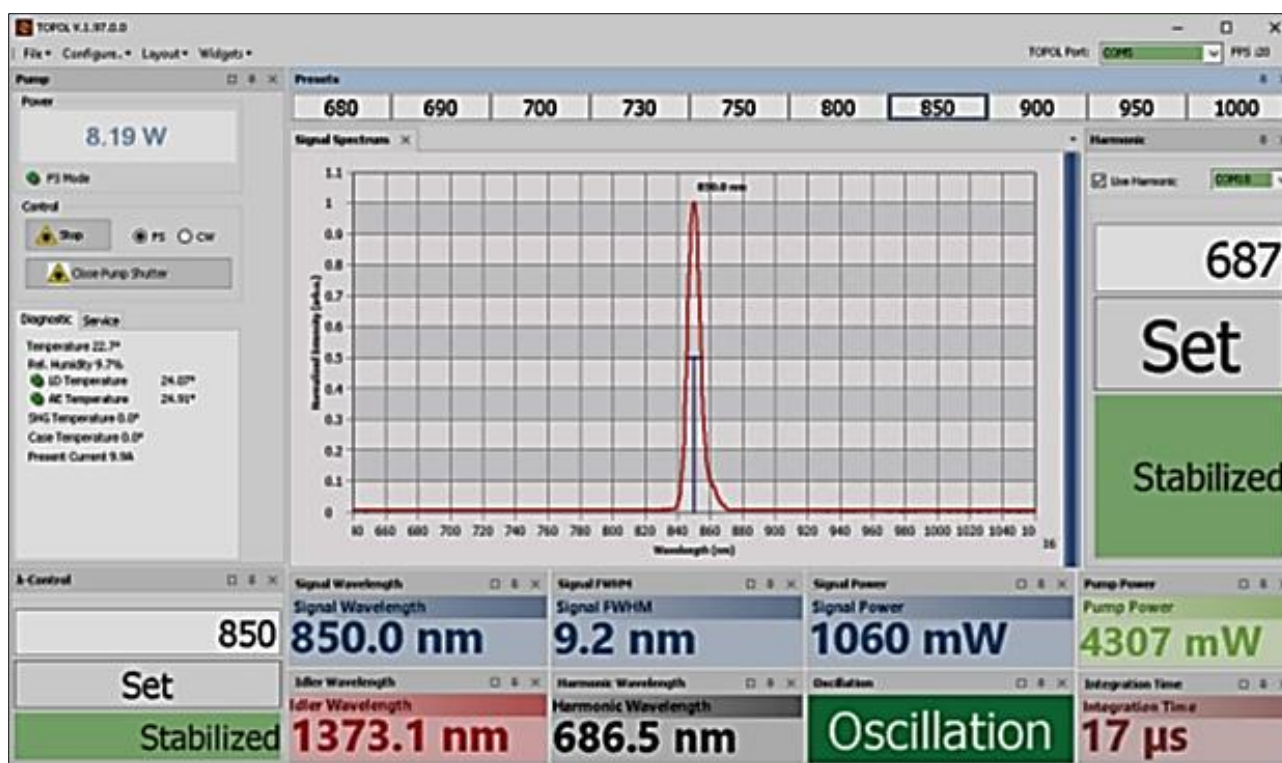 TOPOL V.1.97.0.0
File Configure.. Layout Widgets
TOPOL Port: COM5 FPS :20
Pump
Power
8.19 W
PS Mode
Control
Stop PS CW
Close Pump Shutter
Diagnostic Service
Temperature 22.7°
Rel. Humidity 9.7%
LD Temperature 24.07°
AE Temperature 24.91°
SHG Temperature 0.0°
Case Temperature 0.0°
Present Current 9.9A
λ-Control
850
Set
Stabilized
Presets
680 690 700 730 750 800 850 900 950 1000
Signal Spectrum
850.0 nm
Normalized Intensity
1.1
1
0.9
0.8
0.7
0.6
0.5
0.4
0.3
0.2
0.1
0
660 680 700 720 740 760 780 800 820 840 860 880 900 920 940 960 980 1000 1020 1040 10
16
Wavelength (nm)
Harmonic
Use Harmonic
687
Set
Stabilized
Signal Wavelength
Signal Wavelength
850.0 nm
Signal FWHM
Signal FWHM
9.2 nm
Signal Power
Signal Power
1060 mW
Pump Power
Pump Power
4307 mW
Idler Wavelength
Idler Wavelength
1373.1 nm
Harmonic Wavelength
Harmonic Wavelength
686.5 nm
Oscillation
Oscillation
Integration Time
Integration Time
17 µs